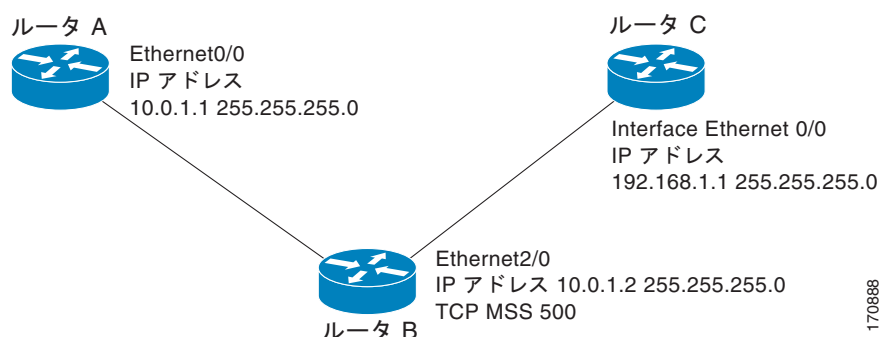 ルータ A
Ethernet0/0
IP アドレス
10.0.1.1 255.255.255.0
ルータ C
Interface Ethernet 0/0
IP アドレス
192.168.1.1 255.255.255.0
Ethernet2/0
IP アドレス 10.0.1.2 255.255.255.0
TCP MSS 500
ルータ B
170888